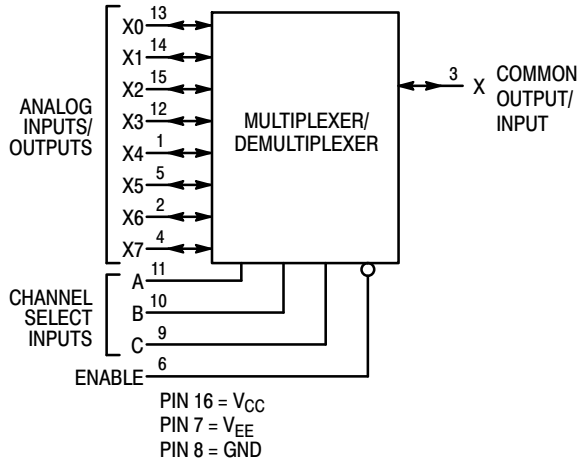 X0 13
X1 14
X2 15
X3 12
X4 1
X5 5
X6 2
X7 4
ANALOG
INPUTS/
OUTPUTS
MULTIPLEXER/
DEMULTIPLEXER
3 X COMMON
OUTPUT/
INPUT
A 11
B 10
C 9
CHANNEL
SELECT
INPUTS
ENABLE 6
PIN 16 = VCC
PIN 7 = VEE
PIN 8 = GND